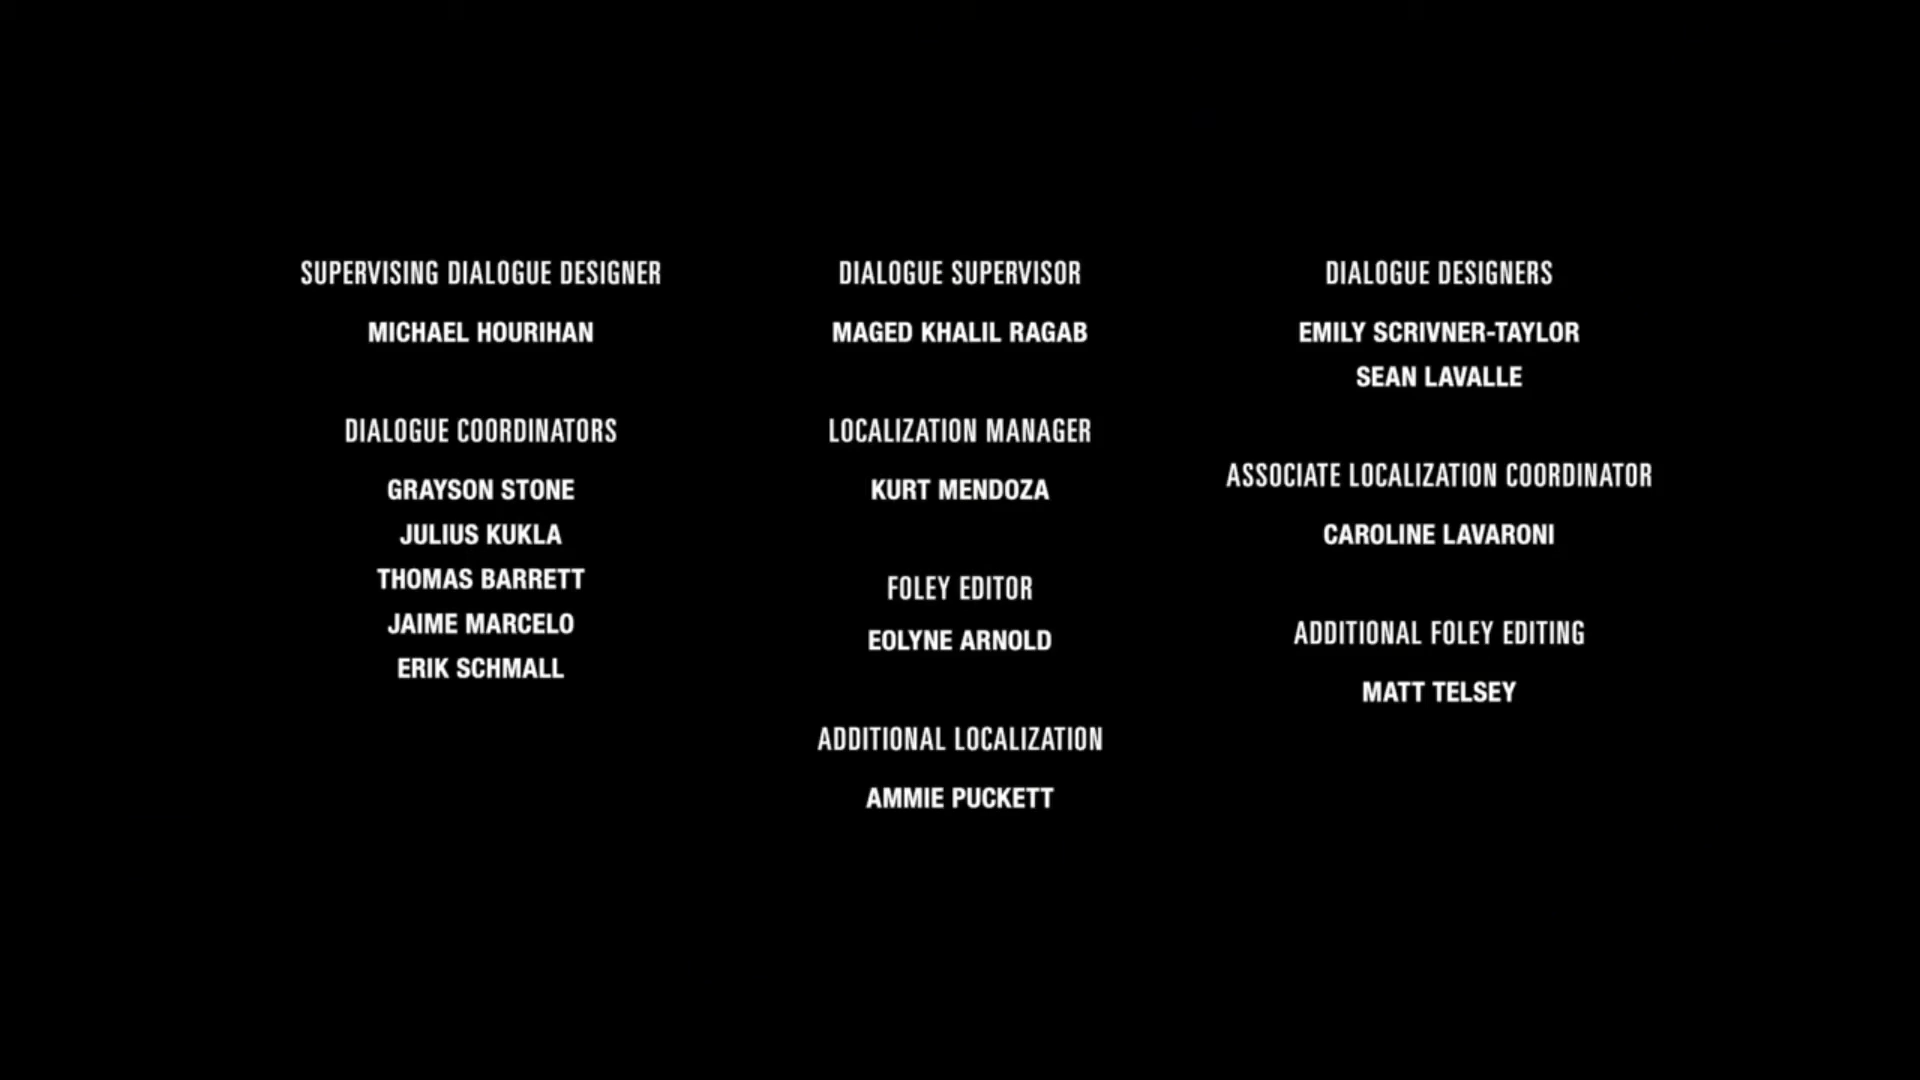 SUPERVISING DIALOGUE DESIGNER
MICHAEL HOURIHAN
DIALOGUE COORDINATORS
GRAYSON STONE
JULIUS KUKLA
THOMAS BARRETT
JAIME MARCELO
ERIK SCHMALL
DIALOGUE SUPERVISOR
MAGED KHALIL RAGAB
LOCALIZATION MANAGER
KURT MENDOZA
FOLEY EDITOR
EOLYNE ARNOLD
ADDITIONAL LOCALIZATION
AMMIE PUCKETT
DIALOGUE DESIGNERS
EMILY SCRIVNER-TAYLOR
SEAN LAVALLE
ASSOCIATE LOCALIZATION COORDINATOR
CAROLINE LAVARONI
ADDITIONAL FOLEY EDITING
MATT TELSEY